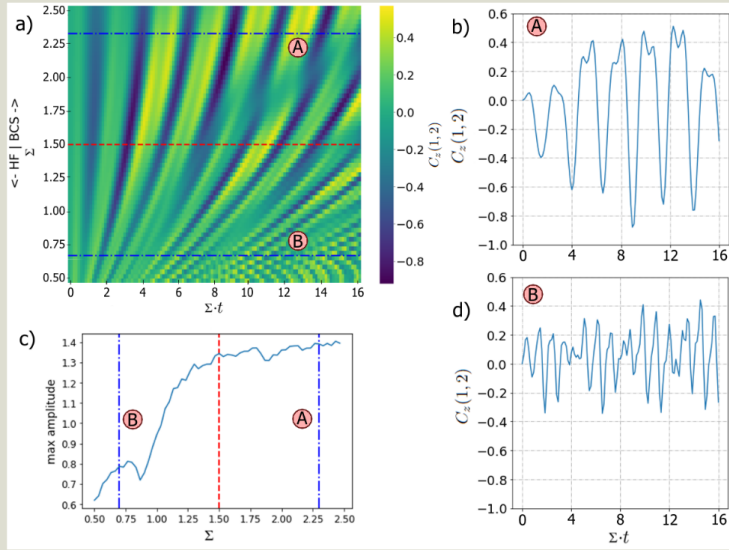 a)
A
B
2.50
2.25
2.00
1.75
1.50
1.25
1.00
0.75
0.50
<- HF | BCS ->
Σ
0 2 4 6 8 10 12 14 16
Σ·t
0.4
0.2
0.0
−0.2
−0.4
−0.6
−0.8
C_z(1,2)
b)
A
0.6
0.4
0.2
0.0
−0.2
−0.4
−0.6
−0.8
−1.0
C_z(1,2)
0 4 8 12 16
c)
1.4
1.3
1.2
1.1
1.0
0.9
0.8
0.7
0.6
max amplitude
B
A
0.50 0.75 1.00 1.25 1.50 1.75 2.00 2.25 2.50
Σ
d)
B
0.6
0.4
0.2
0.0
−0.2
−0.4
−0.6
−0.8
−1.0
C_z(1,2)
0 4 8 12 16
Σ·t